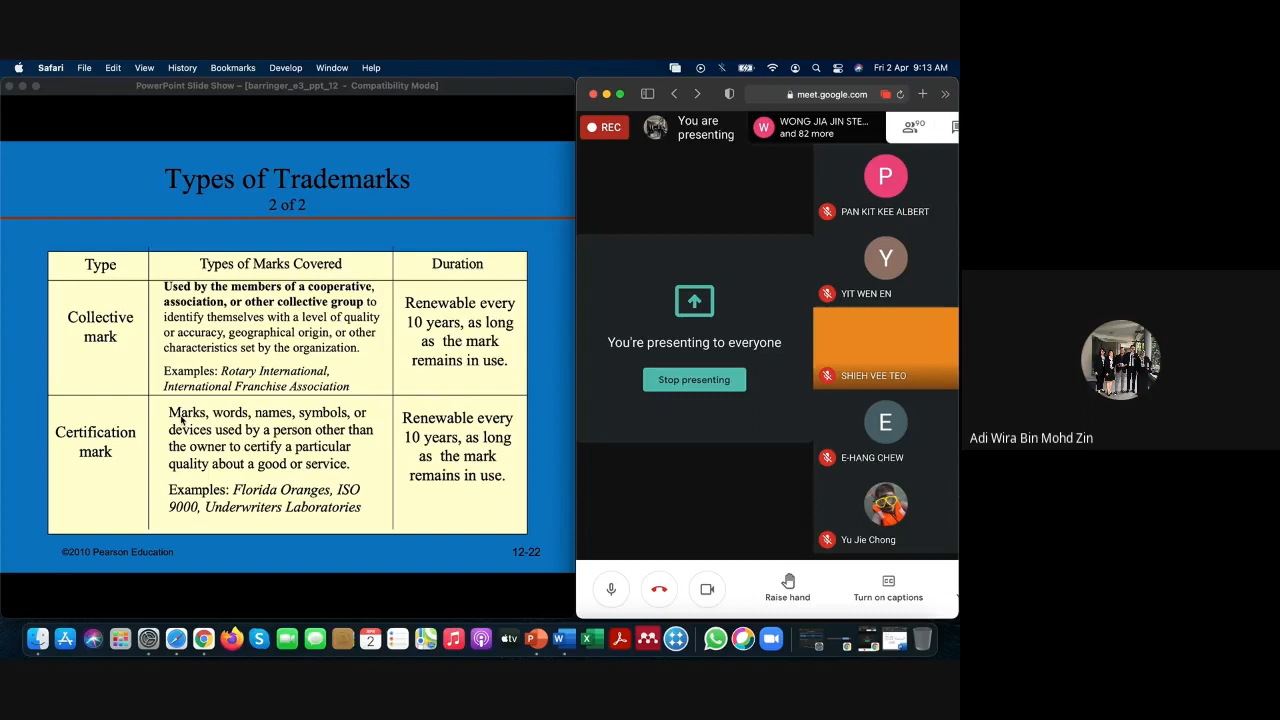 Safari File Edit View History Bookmarks Develop Window Help
Fri 2 Apr 9:13 AM
PowerPoint Slide Show – [barringer_e3_ppt_12 - Compatibility Mode]
Types of Trademarks
2 of 2
Type
Types of Marks Covered
Duration
Collective
mark
Used by the members of a cooperative,
association, or other collective group to
identify themselves with a level of quality
or accuracy, geographical origin, or other
characteristics set by the organization.
Examples: Rotary International,
International Franchise Association
Renewable every
10 years, as long
as the mark
remains in use.
Certification
mark
Marks, words, names, symbols, or
devices used by a person other than
the owner to certify a particular
quality about a good or service.
Examples: Florida Oranges, ISO
9000, Underwriters Laboratories
Renewable every
10 years, as long
as the mark
remains in use.
©2010 Pearson Education
12-22
meet.google.com
REC
You are
presenting
W
WONG JIA JIN STE...
and 82 more
90
P
PAN KIT KEE ALBERT
Y
YIT WEN EN
SHIEH VEE TEO
E
E-HANG CHEW
Yu Jie Chong
You're presenting to everyone
Stop presenting
Raise hand
Turn on captions
Adi Wira Bin Mohd Zin
APR
2
tv